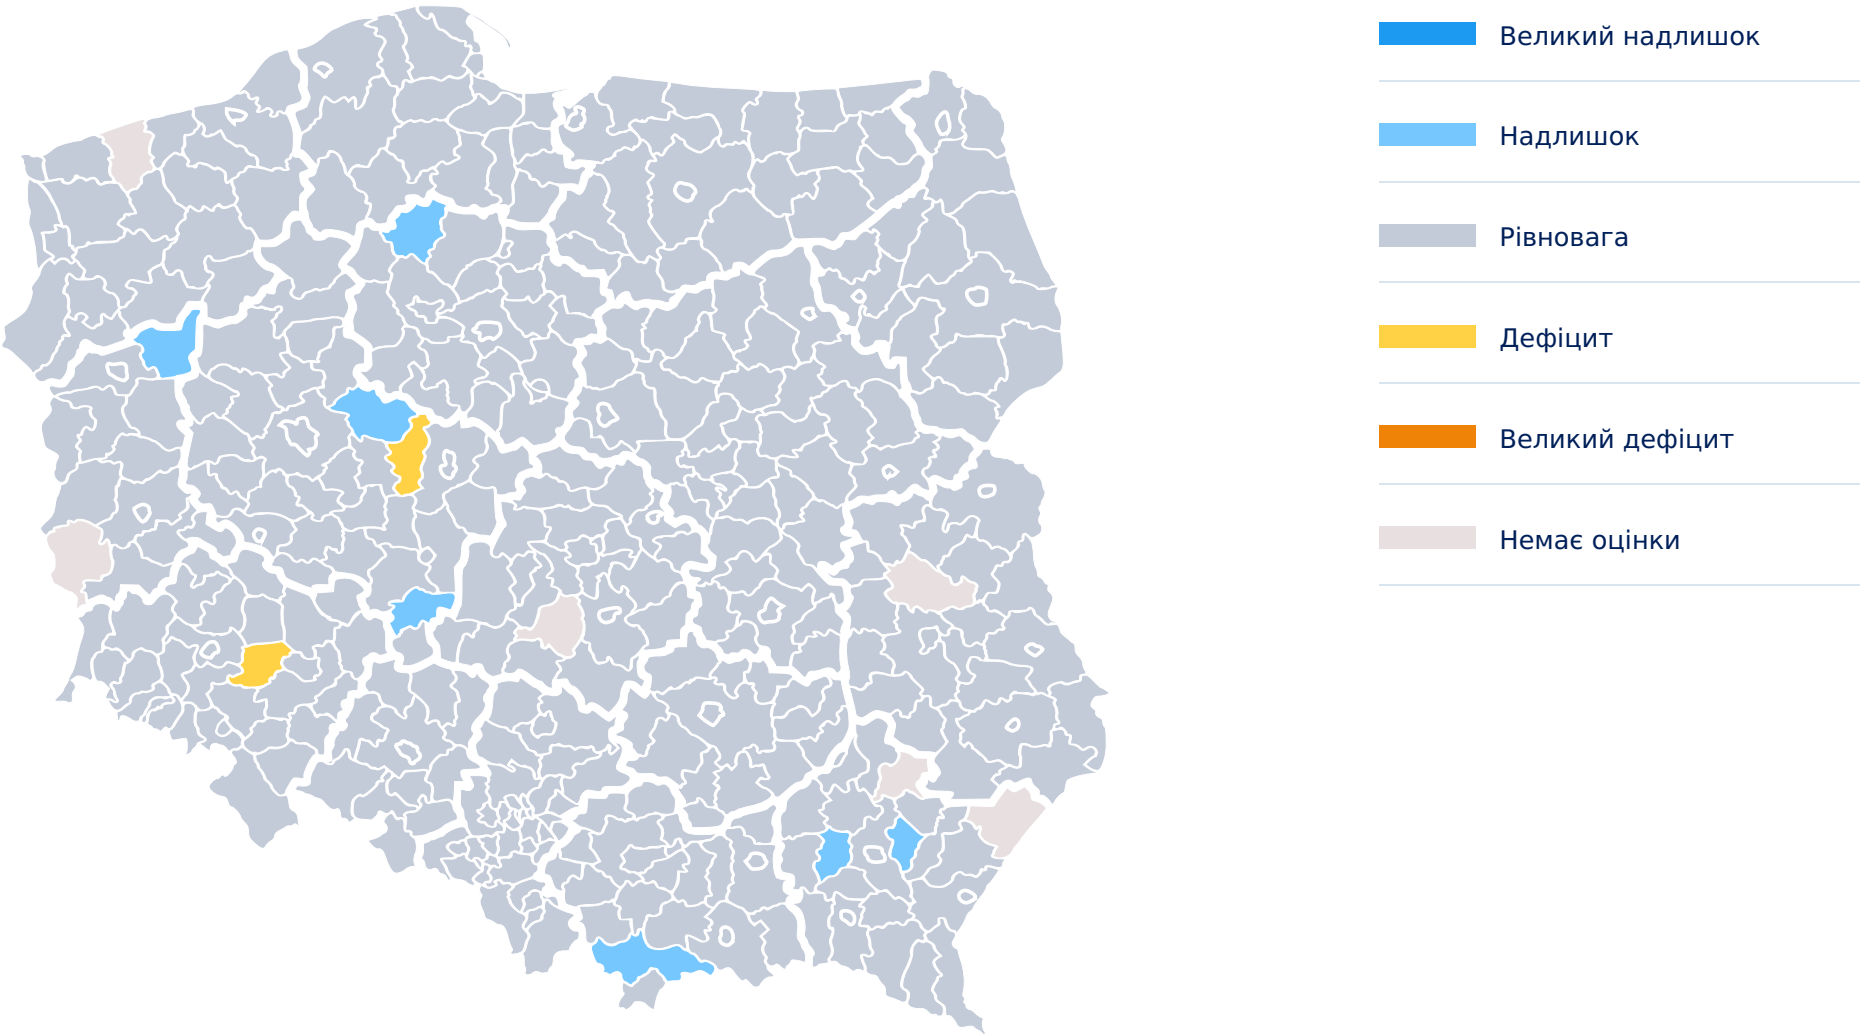 Великий надлишок
Надлишок
Рівновага
Дефіцит
Великий дефіцит
Немає оцінки